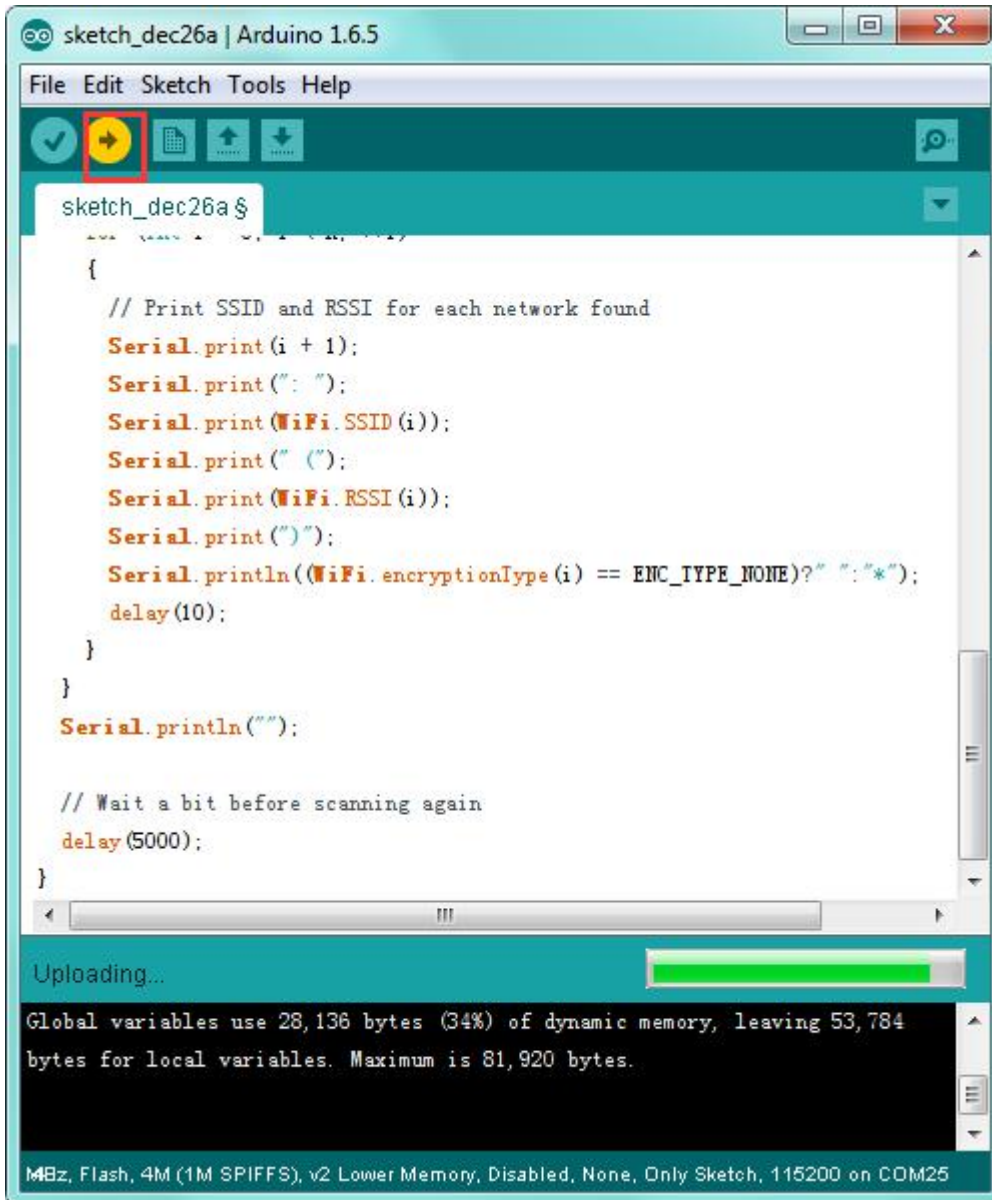 sketch_dec26a | Arduino 1.6.5
File Edit Sketch Tools Help
sketch_dec26a §
{
// Print SSID and RSSI for each network found
Serial.print(i + 1);
Serial.print(": ");
Serial.print(WiFi.SSID(i));
Serial.print(" (");
Serial.print(WiFi.RSSI(i));
Serial.print(")");
Serial.println((WiFi.encryptionType(i) == ENC_TYPE_NONE)?" ":"*");
delay(10);
}
}
Serial.println("");
// Wait a bit before scanning again
delay(5000);
}
Uploading...
Global variables use 28,136 bytes (34%) of dynamic memory, leaving 53,784
bytes for local variables. Maximum is 81,920 bytes.
Flash, 4M (1M SPIFFS), v2 Lower Memory, Disabled, None, Only Sketch, 115200 on COM25